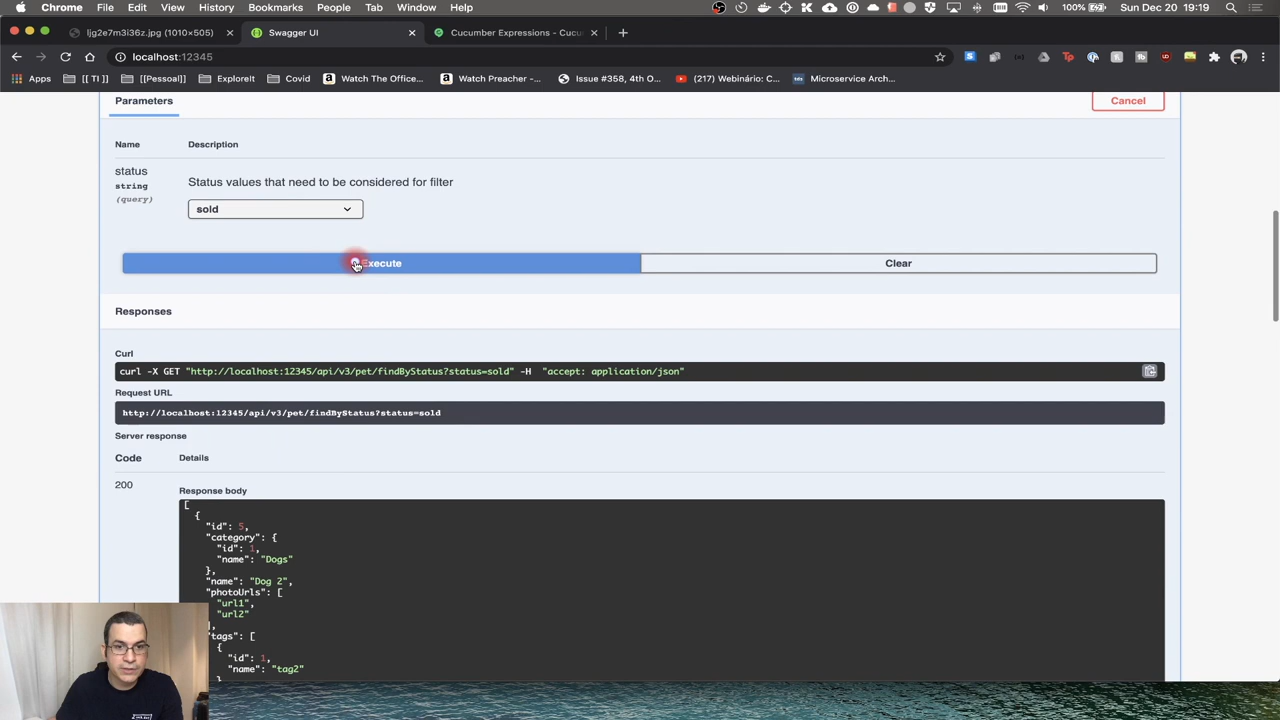 Chrome File Edit View History Bookmarks People Tab Window Help 100% Sun Dec 20 19:19
ljg2e7m3i36z.jpg (1010×605) Swagger UI Cucumber Expressions - Cucu
localhost:12345
Apps [[ TI ]] [[Pessoal]] ExploreIt Covid Watch The Office... Watch Preacher -... Issue #358, 4th O... (217) Webinário: C... Microservice Arch...
Parameters Cancel
Name Description
status
string
(query)
Status values that need to be considered for filter
sold
Execute Clear
Responses
Curl
curl -X GET "http://localhost:12345/api/v3/pet/findByStatus?status=sold" -H "accept: application/json"
Request URL
http://localhost:12345/api/v3/pet/findByStatus?status=sold
Server response
Code Details
200
Response body
[
{
"id": 5,
"category": {
"id": 1,
"name": "Dogs"
},
"name": "Dog 2",
"photoUrls": [
"url1",
"url2"
],
"tags": [
{
"id": 1,
"name": "tag2"
}